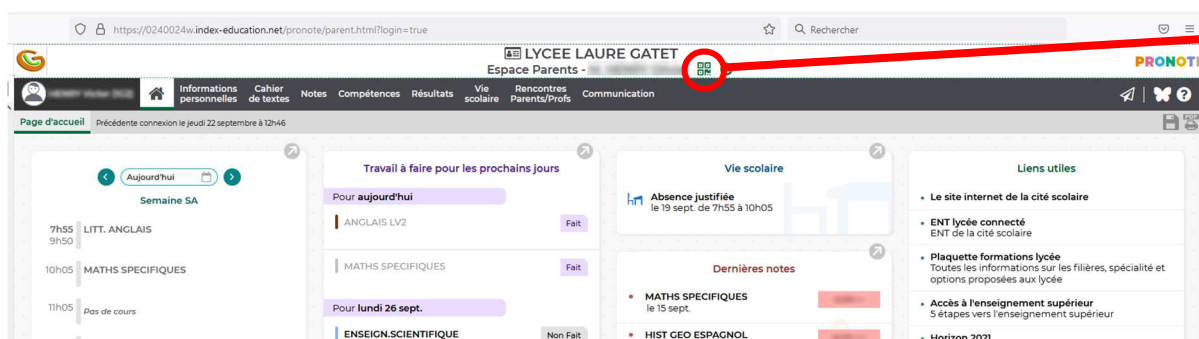 https://0240024w.index-education.net/pronote/parent.html?login=true
Rechercher
LYCEE LAURE GATET
Espace Parents -
PRONOTE
Informations personnelles
Cahier de textes
Notes
Compétences
Résultats
Vie scolaire
Rencontres Parents/Profs
Communication
Page d'accueil
Précédente connexion le jeudi 22 septembre à 12h46
Aujourd'hui
Semaine SA
7h55 LITT. ANGLAIS
9h50
10h05 MATHS SPECIFIQUES
11h05 Pas de cours
Travail à faire pour les prochains jours
Pour aujourd'hui
ANGLAIS LV2 Fait
MATHS SPECIFIQUES Fait
Pour lundi 26 sept.
ENSEIGN.SCIENTIFIQUE Non Fait
Vie scolaire
Absence justifiée
le 19 sept. de 7h55 à 10h05
Dernières notes
MATHS SPECIFIQUES
le 15 sept.
HIST GEO ESPAGNOL
Liens utiles
Le site internet de la cité scolaire
ENT lycée connecté
ENT de la cité scolaire
Plaquette formations lycée
Toutes les informations sur les filières, spécialité et
options proposées aux lycée
Accès à l'enseignement supérieur
5 étapes vers l'enseignement supérieur
Horizon 2021